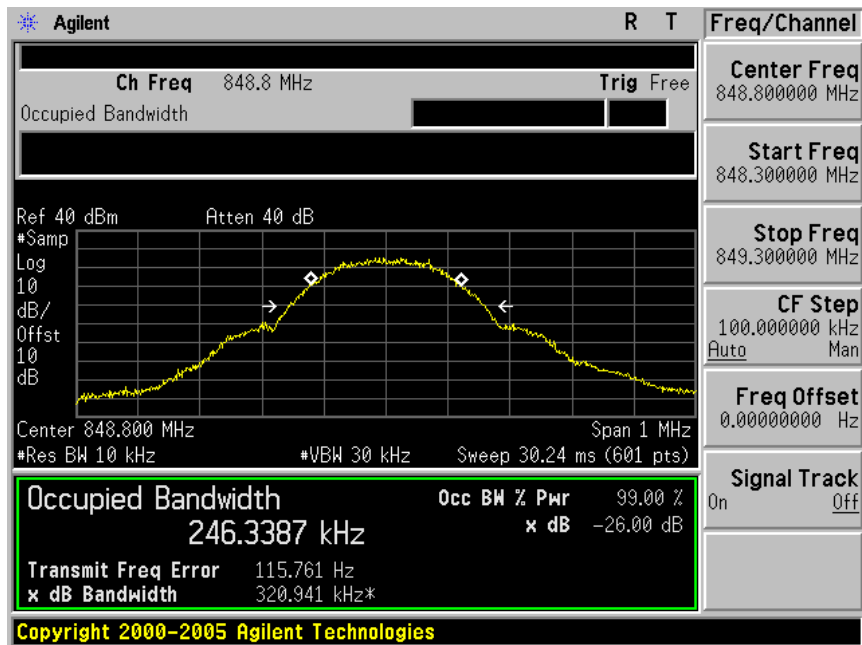 Agilent R T
Freq/Channel
Ch Freq 848.8 MHz Trig Free
Occupied Bandwidth
Center Freq
848.800000 MHz
Start Freq
848.300000 MHz
Stop Freq
849.300000 MHz
CF Step
100.000000 kHz
Auto Man
Freq Offset
0.00000000 Hz
Signal Track
On Off
Ref 40 dBm Atten 40 dB
#Samp
Log
10
dB/
Offst
10
dB
Center 848.800 MHz Span 1 MHz
#Res BW 10 kHz #VBW 30 kHz Sweep 30.24 ms (601 pts)
Occupied Bandwidth Occ BW % Pwr 99.00 %
246.3387 kHz x dB -26.00 dB
Transmit Freq Error 115.761 Hz
x dB Bandwidth 320.941 kHz*
Copyright 2000-2005 Agilent Technologies